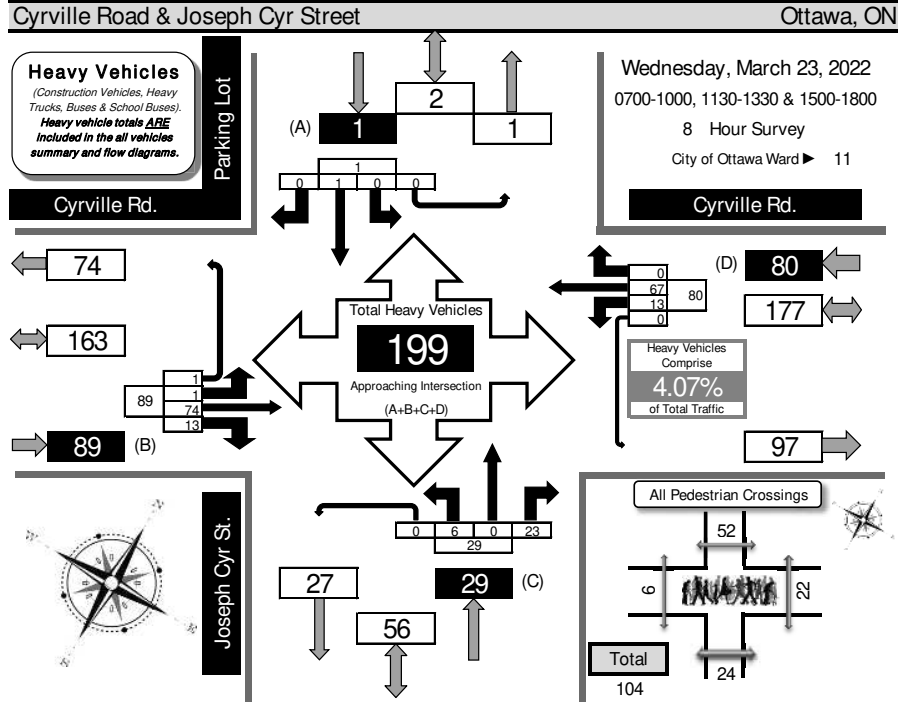 Cyrville Road & Joseph Cyr Street
Ottawa, ON
Heavy Vehicles
(Construction Vehicles, Heavy
Trucks, Buses & School Buses).
Heavy vehicle totals ARE
included in the all vehicles
summary and flow diagrams.
Parking Lot
Cyrville Rd.
2
(A)
1
1
1
0
1
0
0
Wednesday, March 23, 2022
0700-1000, 1130-1330 & 1500-1800
8 Hour Survey
City of Ottawa Ward ► 11
Cyrville Rd.
74
163
89
1
1
74
13
89
(B)
Total Heavy Vehicles
199
Approaching Intersection
(A+B+C+D)
0
67
13
0
80
(D)
80
177
Heavy Vehicles
Comprise
4.07%
of Total Traffic
97
Joseph Cyr St.
0
6
0
23
29
27
29
(C)
56
All Pedestrian Crossings
52
6
22
24
Total
104